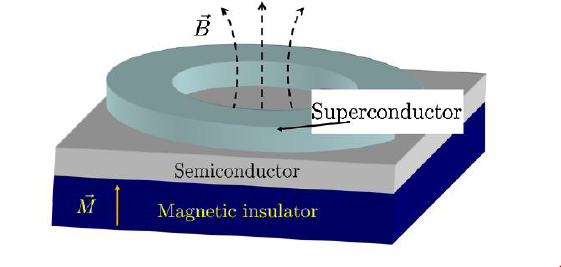 B⃗
Superconductor
Semiconductor
M⃗
Magnetic insulator